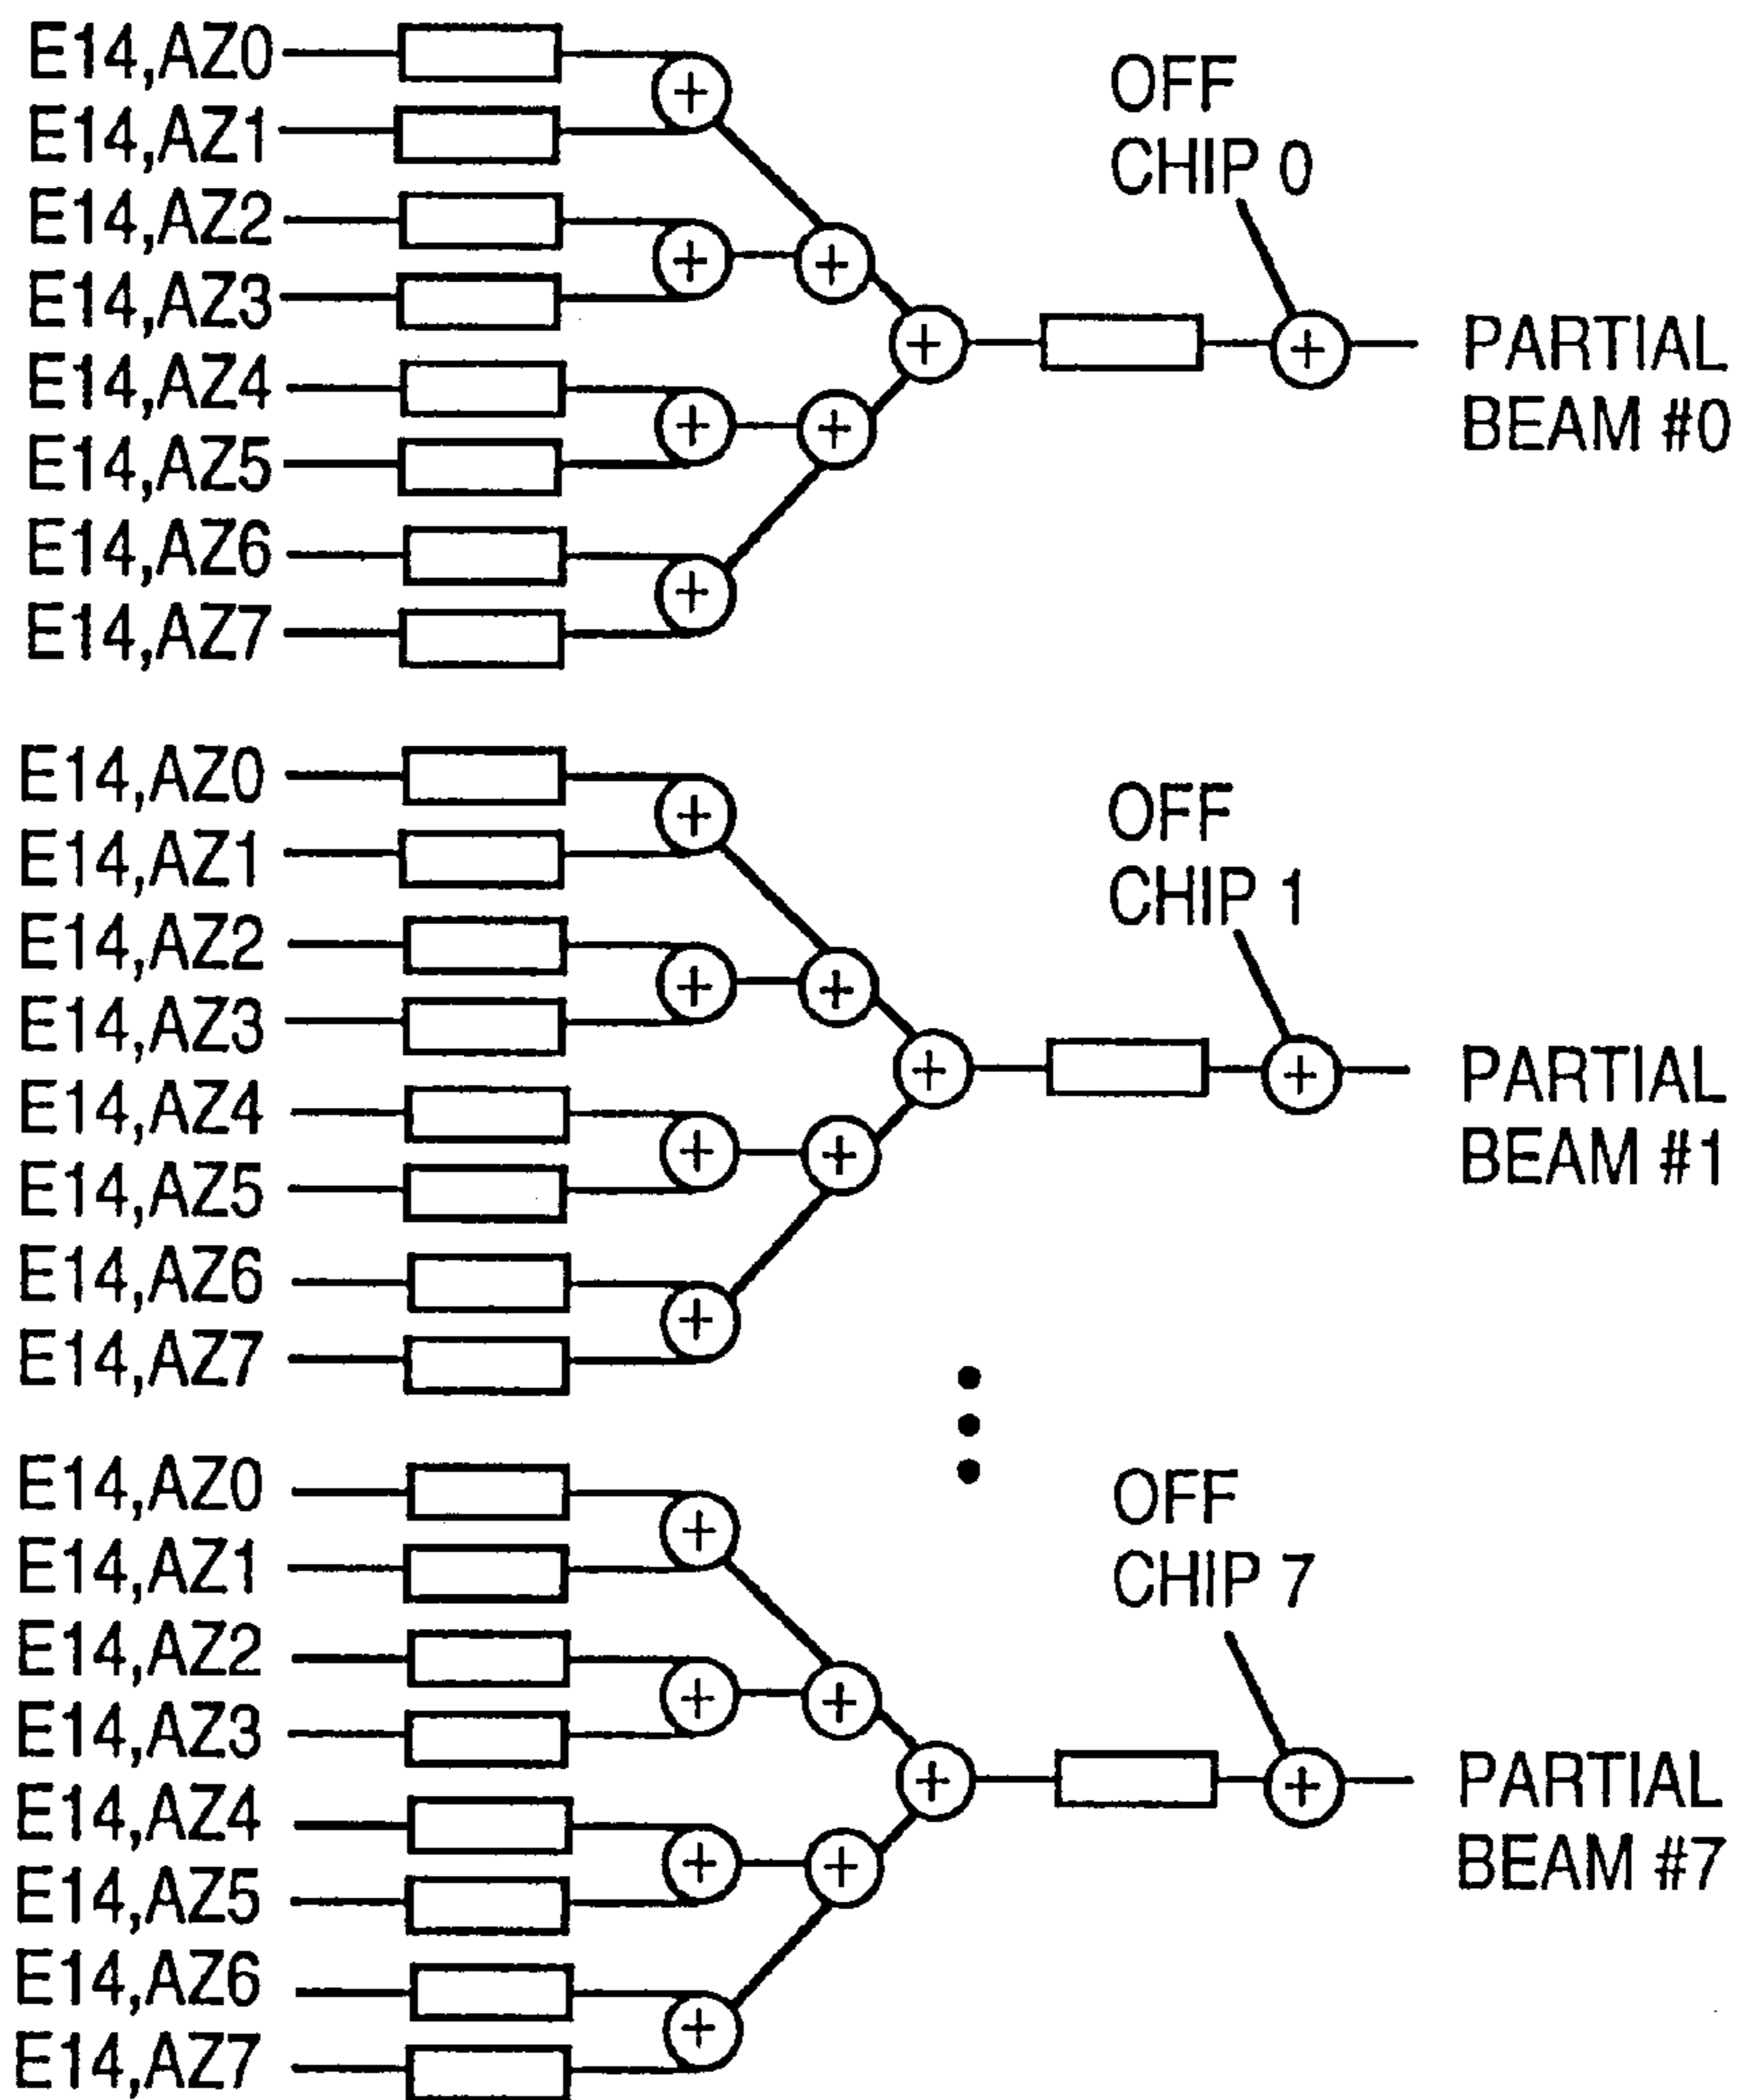 E14,AZ0
E14,AZ1
E14,AZ2
E14,AZ3
E14,AZ4
E14,AZ5
E14,AZ6
E14,AZ7
OFF
CHIP 0
PARTIAL
BEAM #0
E14,AZ0
E14,AZ1
E14,AZ2
E14,AZ3
E14,AZ4
E14,AZ5
E14,AZ6
E14,AZ7
OFF
CHIP 1
PARTIAL
BEAM #1
E14,AZ0
E14,AZ1
E14,AZ2
E14,AZ3
E14,AZ4
E14,AZ5
E14,AZ6
E14,AZ7
OFF
CHIP 7
PARTIAL
BEAM #7